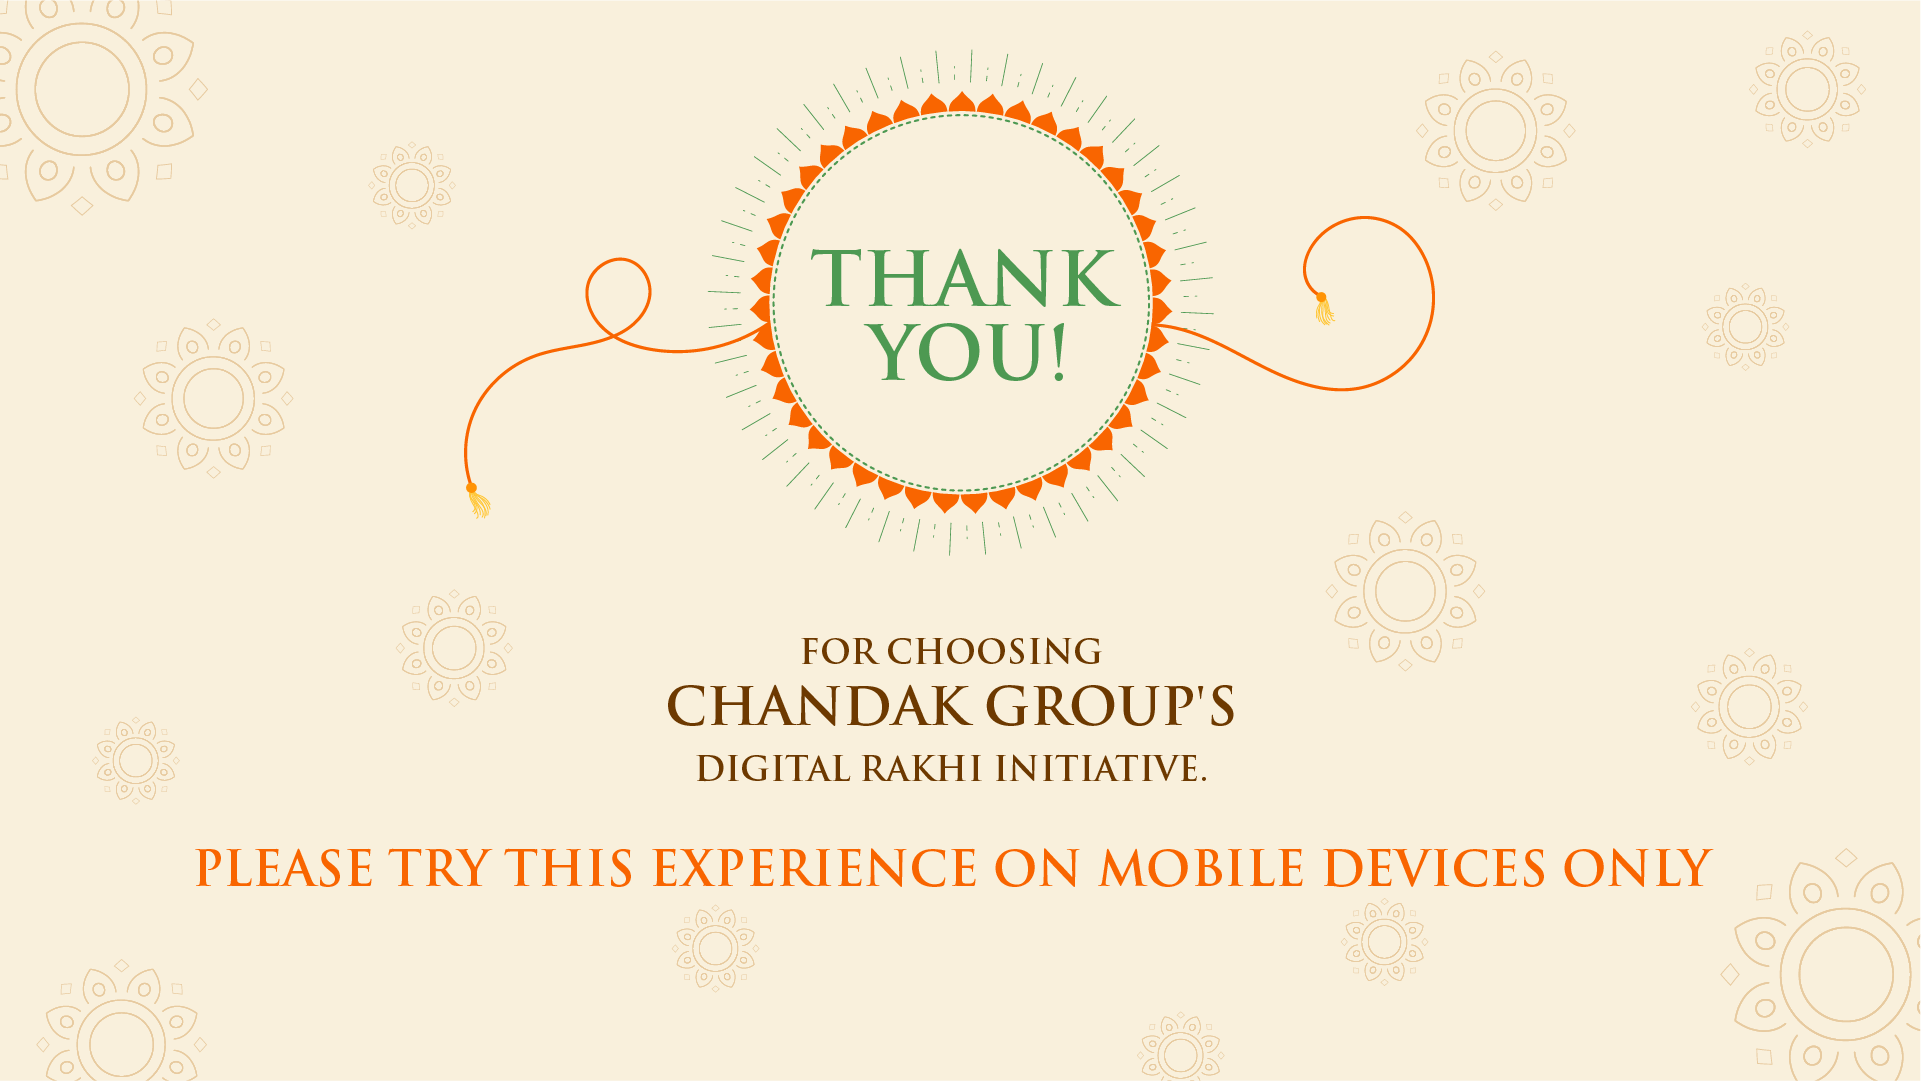 THANK
YOU!
FOR CHOOSING
CHANDAK GROUP'S
DIGITAL RAKHI INITIATIVE.
PLEASE TRY THIS EXPERIENCE ON MOBILE DEVICES ONLY